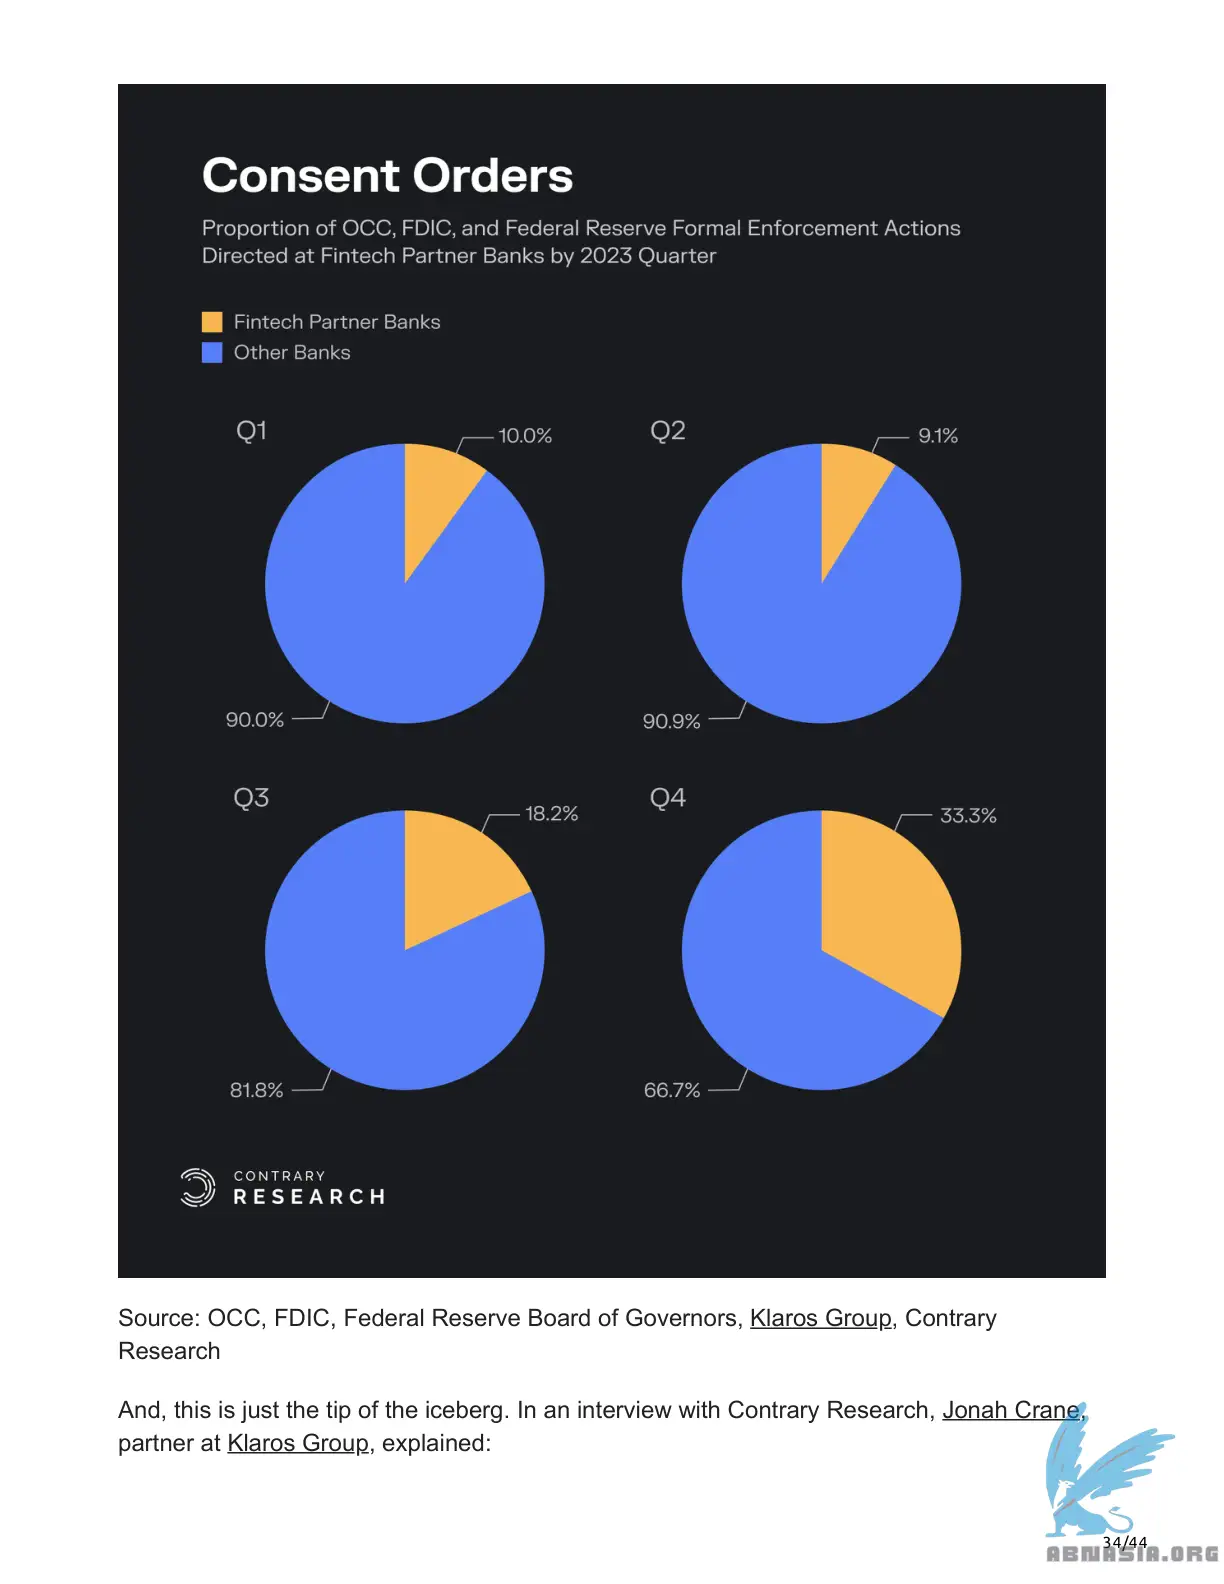 Consent Orders
Proportion of OCC, FDIC, and Federal Reserve Formal Enforcement Actions
Directed at Fintech Partner Banks by 2023 Quarter
Fintech Partner Banks
Other Banks
Q1
10.0%
90.0%
Q2
9.1%
90.9%
Q3
18.2%
81.8%
Q4
33.3%
66.7%
CONTRARY
RESEARCH
Source: OCC, FDIC, Federal Reserve Board of Governors, Klaros Group, Contrary
Research
And, this is just the tip of the iceberg. In an interview with Contrary Research, Jonah Crane,
partner at Klaros Group, explained:
34/44
ABNASIA.ORG